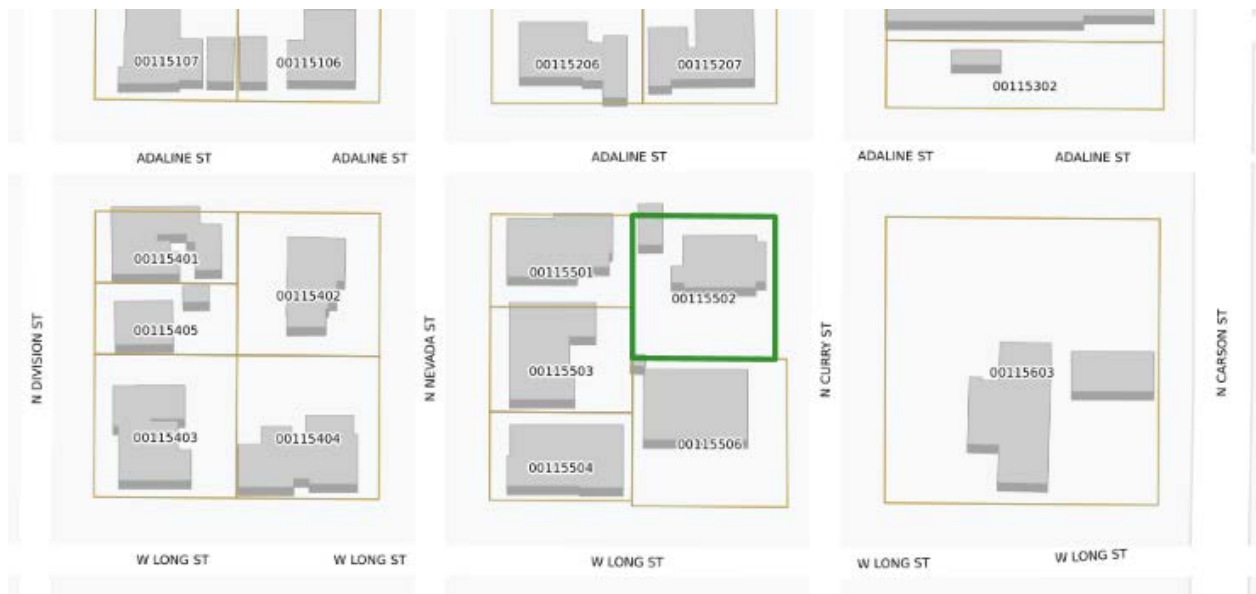 00115107
00115106
00115206
00115207
00115302
ADALINE ST
ADALINE ST
ADALINE ST
ADALINE ST
ADALINE ST
00115401
00115402
00115405
00115403
00115404
00115501
00115502
00115503
00115504
00115506
00115603
N DIVISION ST
N NEVADA ST
N CURRY ST
N CARSON ST
W LONG ST
W LONG ST
W LONG ST
W LONG ST
W LONG ST